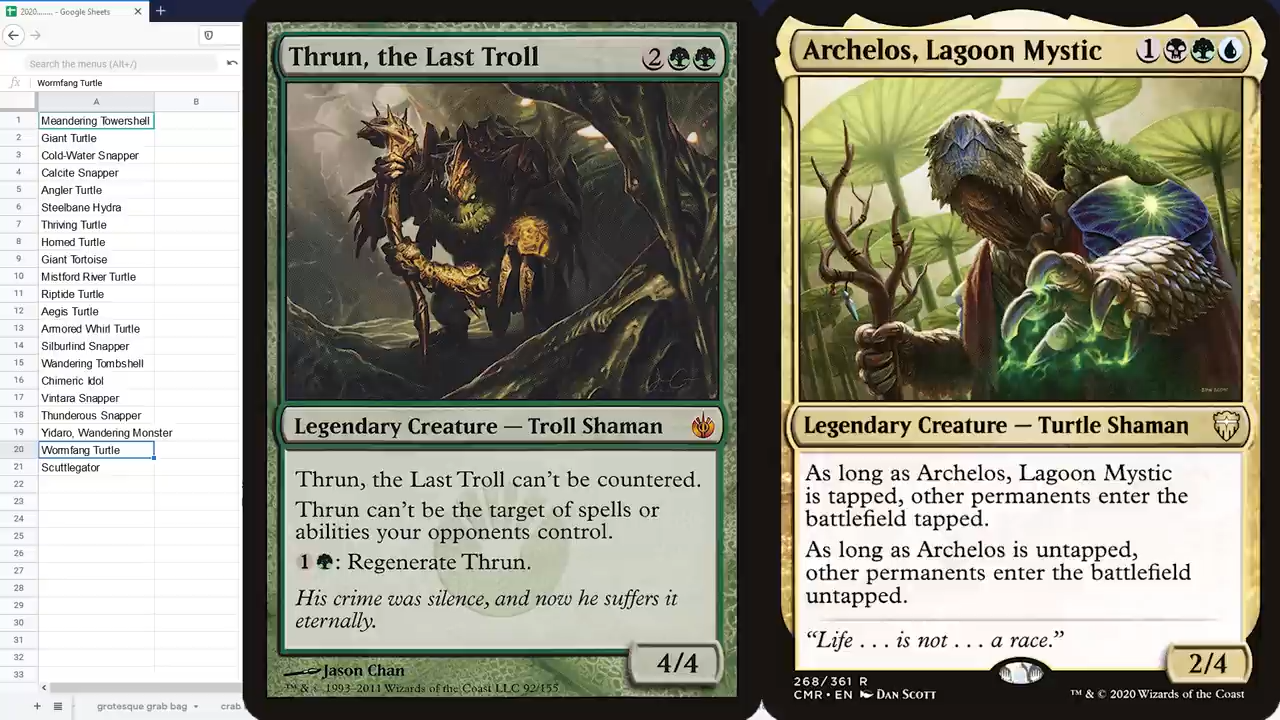 2020........ - Google Sheets
Search the menus (Alt+/)
fx Wormfang Turtle
A B
1 Meandering Towershell
2 Giant Turtle
3 Cold-Water Snapper
4 Calcite Snapper
5 Angler Turtle
6 Steelbane Hydra
7 Thriving Turtle
8 Horned Turtle
9 Giant Tortoise
10 Mistford River Turtle
11 Riptide Turtle
12 Aegis Turtle
13 Armored Whirl Turtle
14 Silburlind Snapper
15 Wandering Tombshell
16 Chimeric Idol
17 Vintara Snapper
18 Thunderous Snapper
19 Yidaro, Wandering Monster
20 Wormfang Turtle
21 Scuttlegator
22
23
24
25
26
27
28
29
30
31
32
33
grotesque grab bag crab
Thrun, the Last Troll 2
Legendary Creature — Troll Shaman
Thrun, the Last Troll can't be countered.
Thrun can't be the target of spells or
abilities your opponents control.
1 : Regenerate Thrun.
His crime was silence, and now he suffers it
eternally.
4/4
Jason Chan
™ & © 1993–2011 Wizards of the Coast LLC 92/155
Archelos, Lagoon Mystic 1
Legendary Creature — Turtle Shaman
As long as Archelos, Lagoon Mystic
is tapped, other permanents enter the
battlefield tapped.
As long as Archelos is untapped,
other permanents enter the battlefield
untapped.
“Life . . . is not . . . a race.”
2/4
268/361 R
CMR • EN DAN SCOTT
™ & © 2020 Wizards of the Coast